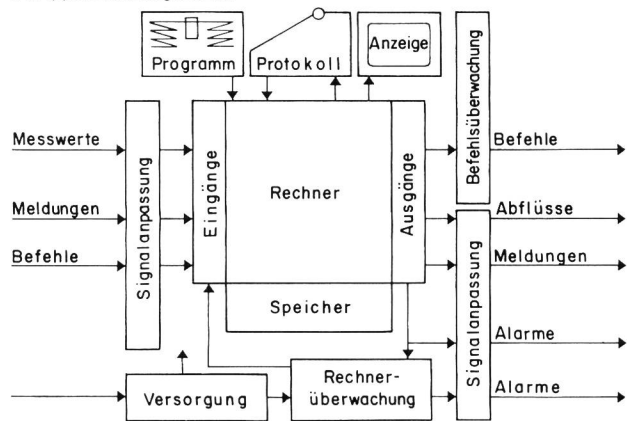 Programm
Protokoll
Anzeige
Messwerte
Meldungen
Befehle
Signalanpassung
Eingänge
Rechner
Speicher
Ausgänge
Befehlsüberwachung
Signalanpassung
Befehle
Abflüsse
Meldungen
Alarme
Alarme
Versorgung
Rechner-
überwachung